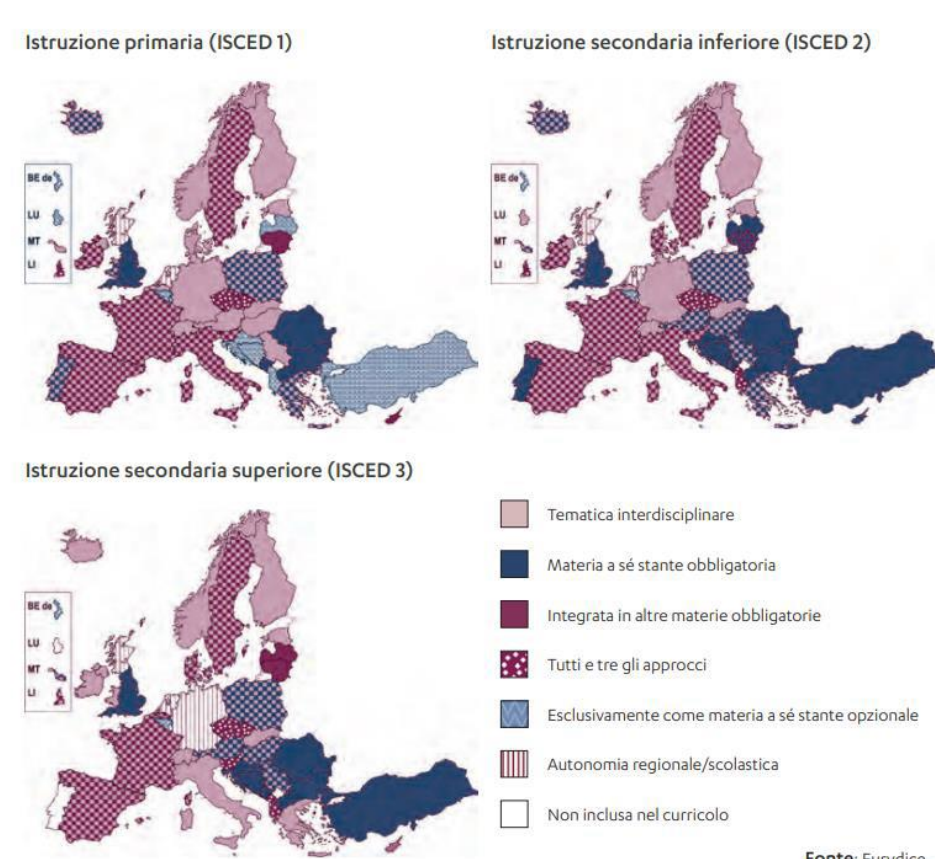 Istruzione primaria (ISCED 1)
Istruzione secondaria inferiore (ISCED 2)
BE de
LU
MT
LI
BE de
LU
MT
LI
Istruzione secondaria superiore (ISCED 3)
BE de
LU
MT
LI
Tematica interdisciplinare
Materia a sé stante obbligatoria
Integrata in altre materie obbligatorie
Tutti e tre gli approcci
Esclusivamente come materia a sé stante opzionale
Autonomia regionale/scolastica
Non inclusa nel curricolo
Fonte: Eurydice